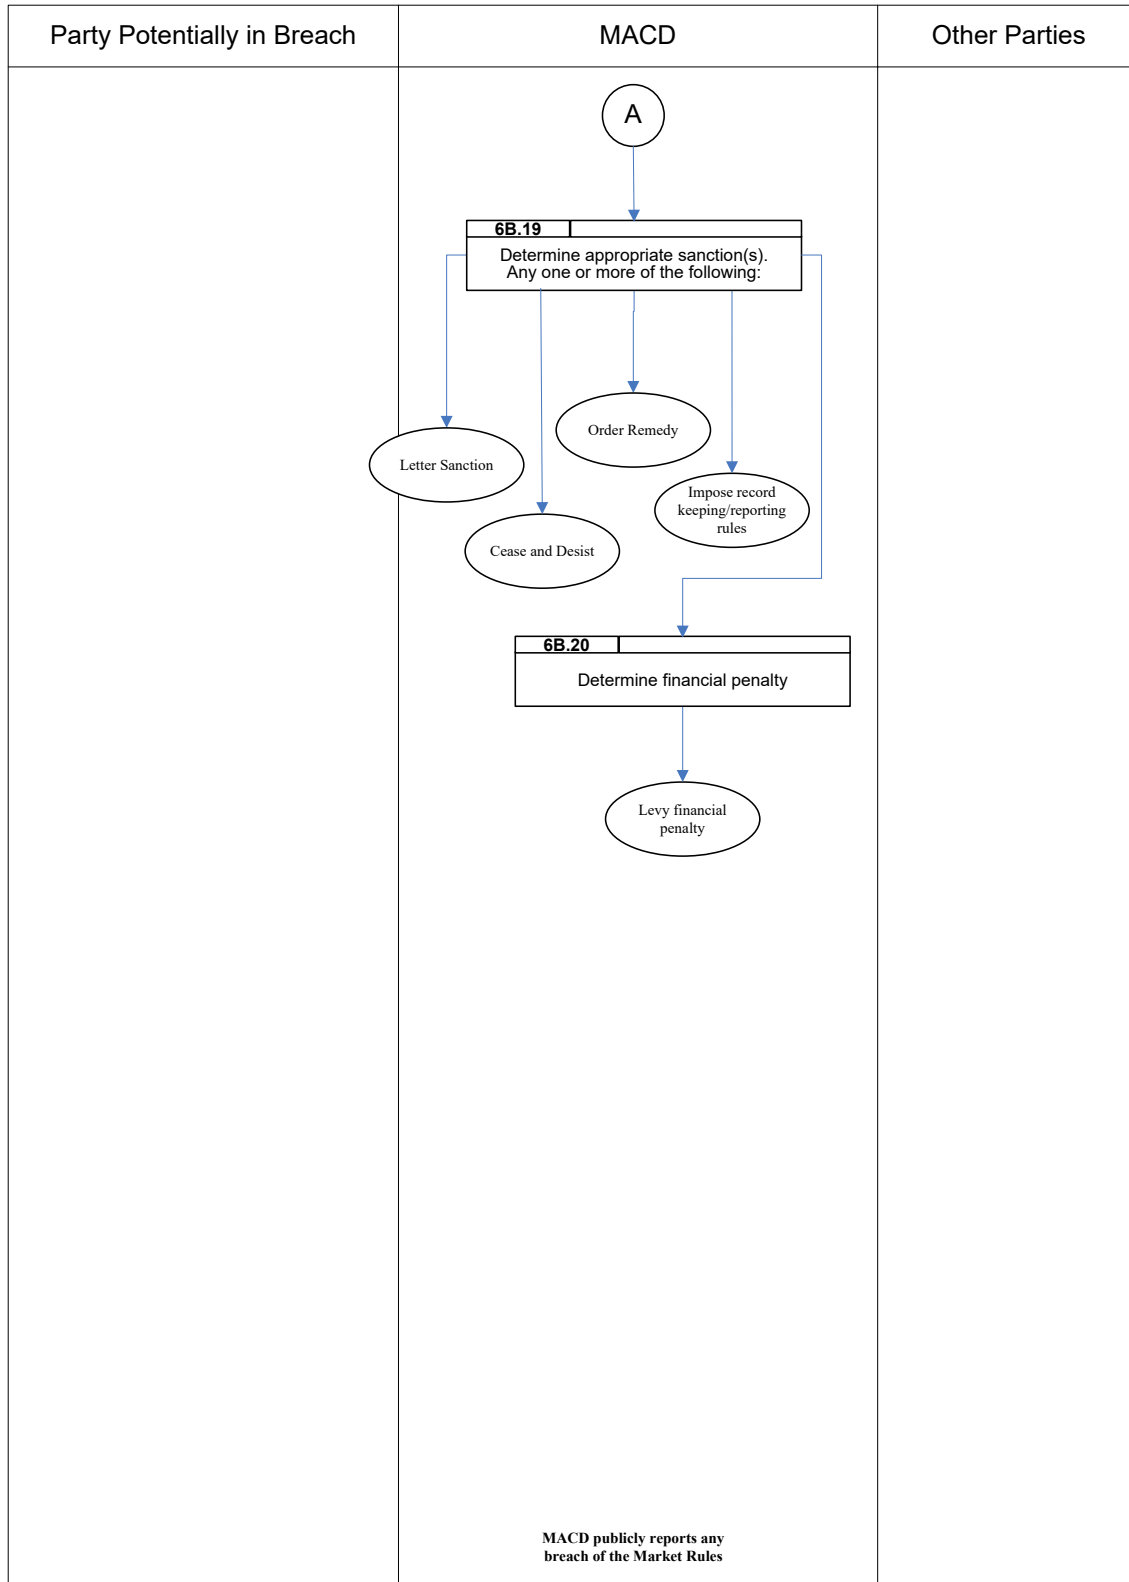 Party Potentially in Breach
MACD
Other Parties
A
6B.19
Determine appropriate sanction(s).
Any one or more of the following:
Order Remedy
Letter Sanction
Impose record
keeping/reporting
rules
Cease and Desist
6B.20
Determine financial penalty
Levy financial
penalty
MACD publicly reports any
breach of the Market Rules